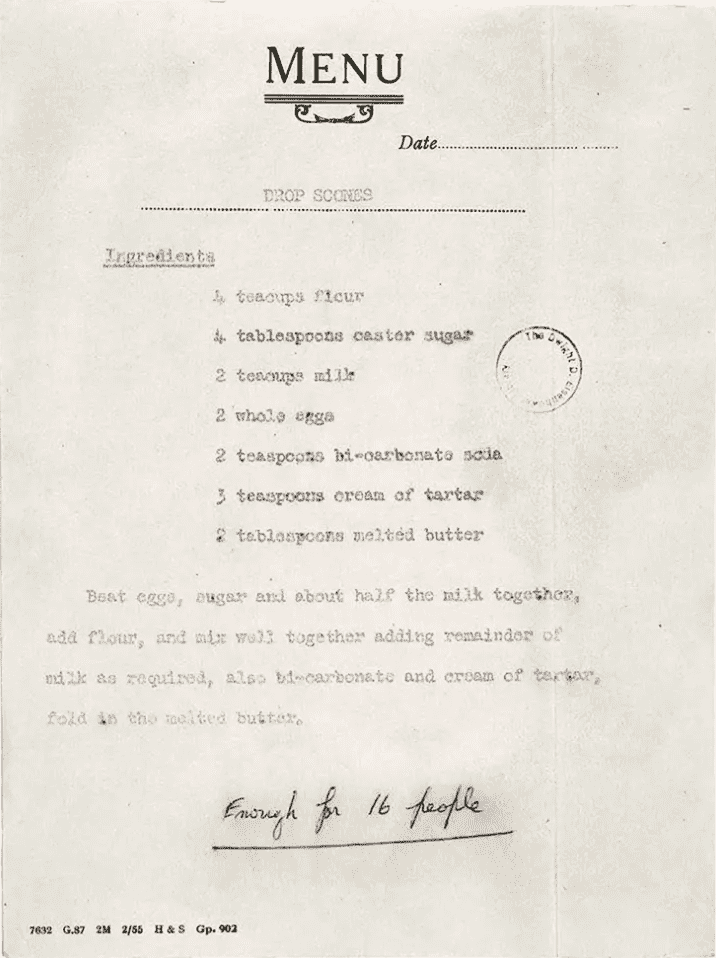 MENU
Date
DROP SCONES
Ingredients
4 teacups flour
4 tablespoons caster sugar
The Dwight D. Eisenhower
2 teacups milk
2 whole eggs
2 teaspoons bi-carbonate soda
3 teaspoons cream of tartar
2 tablespoons melted butter
Beat eggs, sugar and about half the milk together,
add flour, and mix well together adding remainder of
milk as required, also bi-carbonate and cream of tartar,
fold in the melted butter.
Enough for 16 people
7632 G.87 2M 2/55 H & S Gp. 902